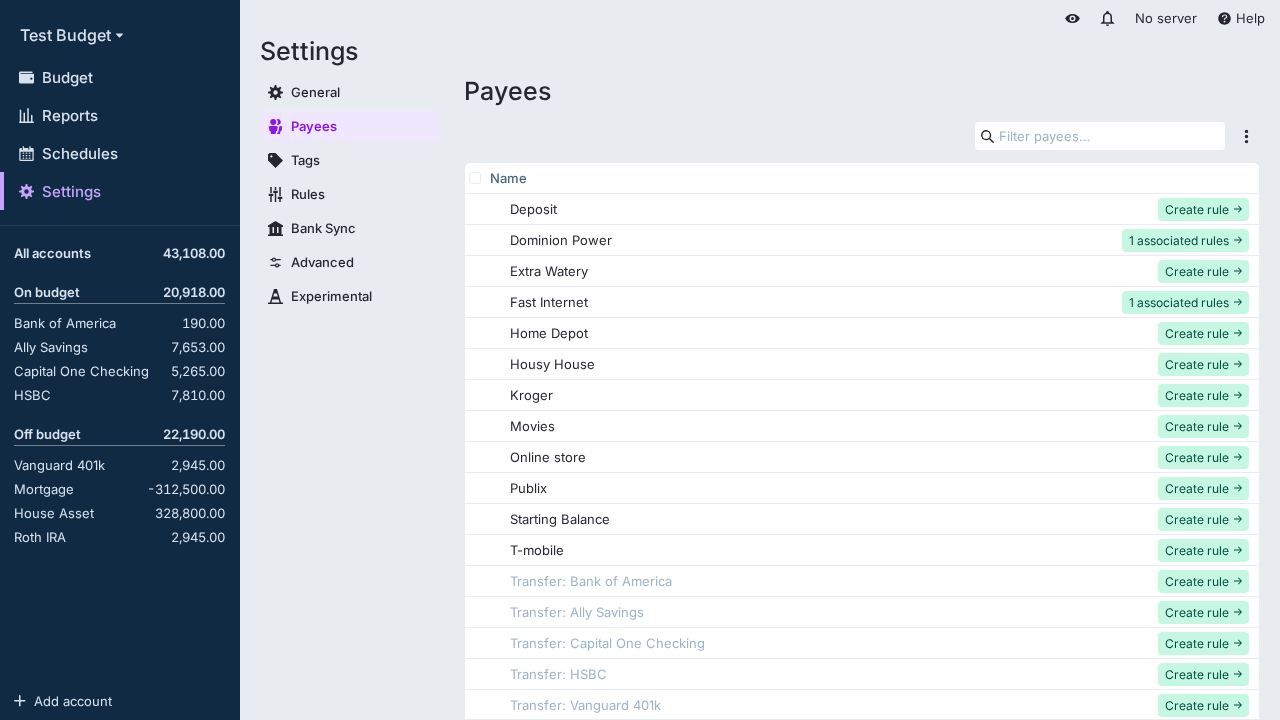 Test Budget
Budget
Reports
Schedules
Settings
All accounts 43,108.00
On budget 20,918.00
Bank of America 190.00
Ally Savings 7,653.00
Capital One Checking 5,265.00
HSBC 7,810.00
Off budget 22,190.00
Vanguard 401k 2,945.00
Mortgage -312,500.00
House Asset 328,800.00
Roth IRA 2,945.00
Add account
No server Help
Settings
General
Payees
Tags
Rules
Bank Sync
Advanced
Experimental
Payees
Filter payees...
Name
Deposit Create rule
Dominion Power 1 associated rules
Extra Watery Create rule
Fast Internet 1 associated rules
Home Depot Create rule
Housy House Create rule
Kroger Create rule
Movies Create rule
Online store Create rule
Publix Create rule
Starting Balance Create rule
T-mobile Create rule
Transfer: Bank of America Create rule
Transfer: Ally Savings Create rule
Transfer: Capital One Checking Create rule
Transfer: HSBC Create rule
Transfer: Vanguard 401k Create rule